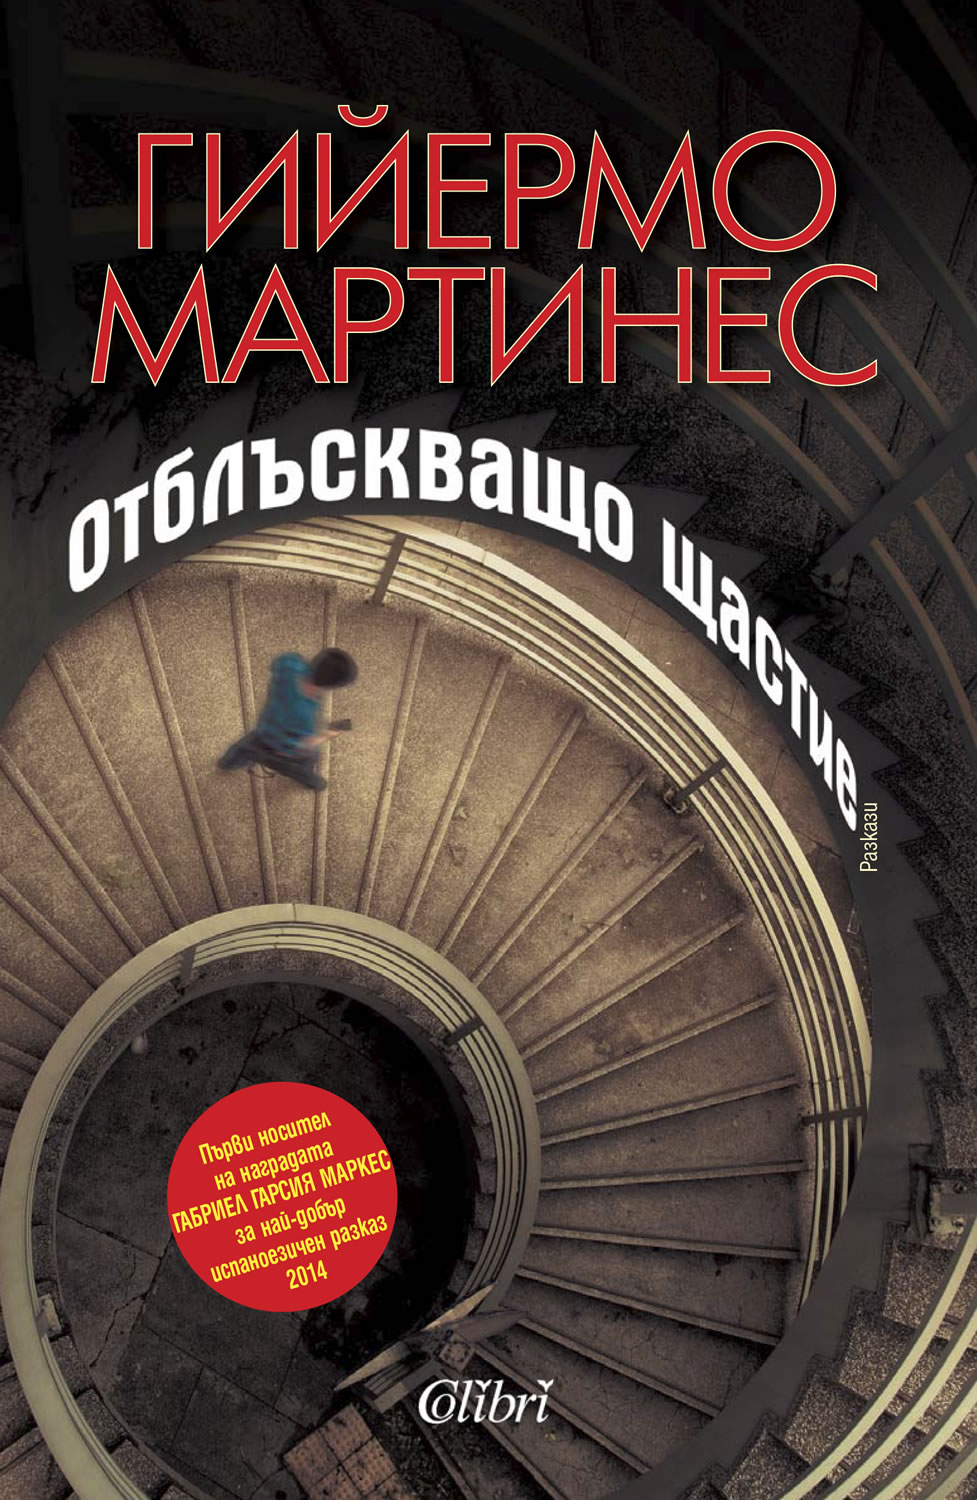 ГИЙЕРМО
МАРТИНЕС
отблъскващо щастие
Разкази
Първи носител
на наградата
ГАБРИЕЛ ГАРСИЯ МАРКЕС
за най-добър
испаноезичен разказ
2014
Colibri